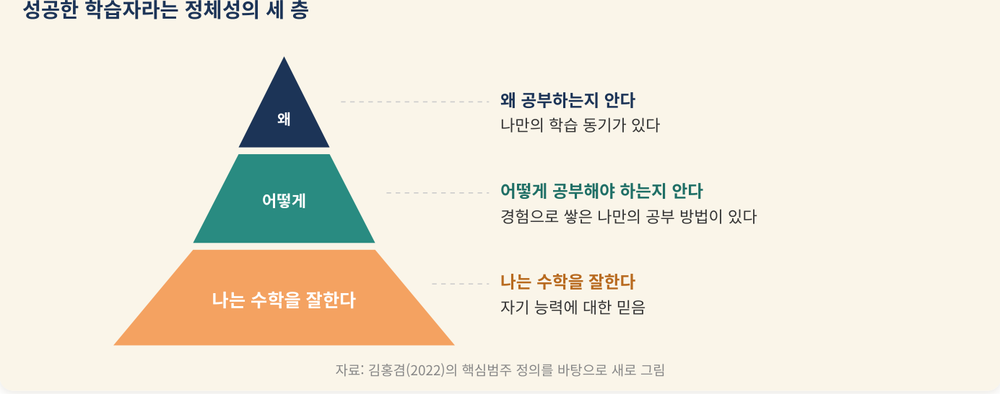 성공한 학습자라는 정체성의 세 층
왜
왜 공부하는지 안다
나만의 학습 동기가 있다
어떻게
어떻게 공부해야 하는지 안다
경험으로 쌓은 나만의 공부 방법이 있다
나는 수학을 잘한다
나는 수학을 잘한다
자기 능력에 대한 믿음
자료: 김홍겸(2022)의 핵심범주 정의를 바탕으로 새로 그림